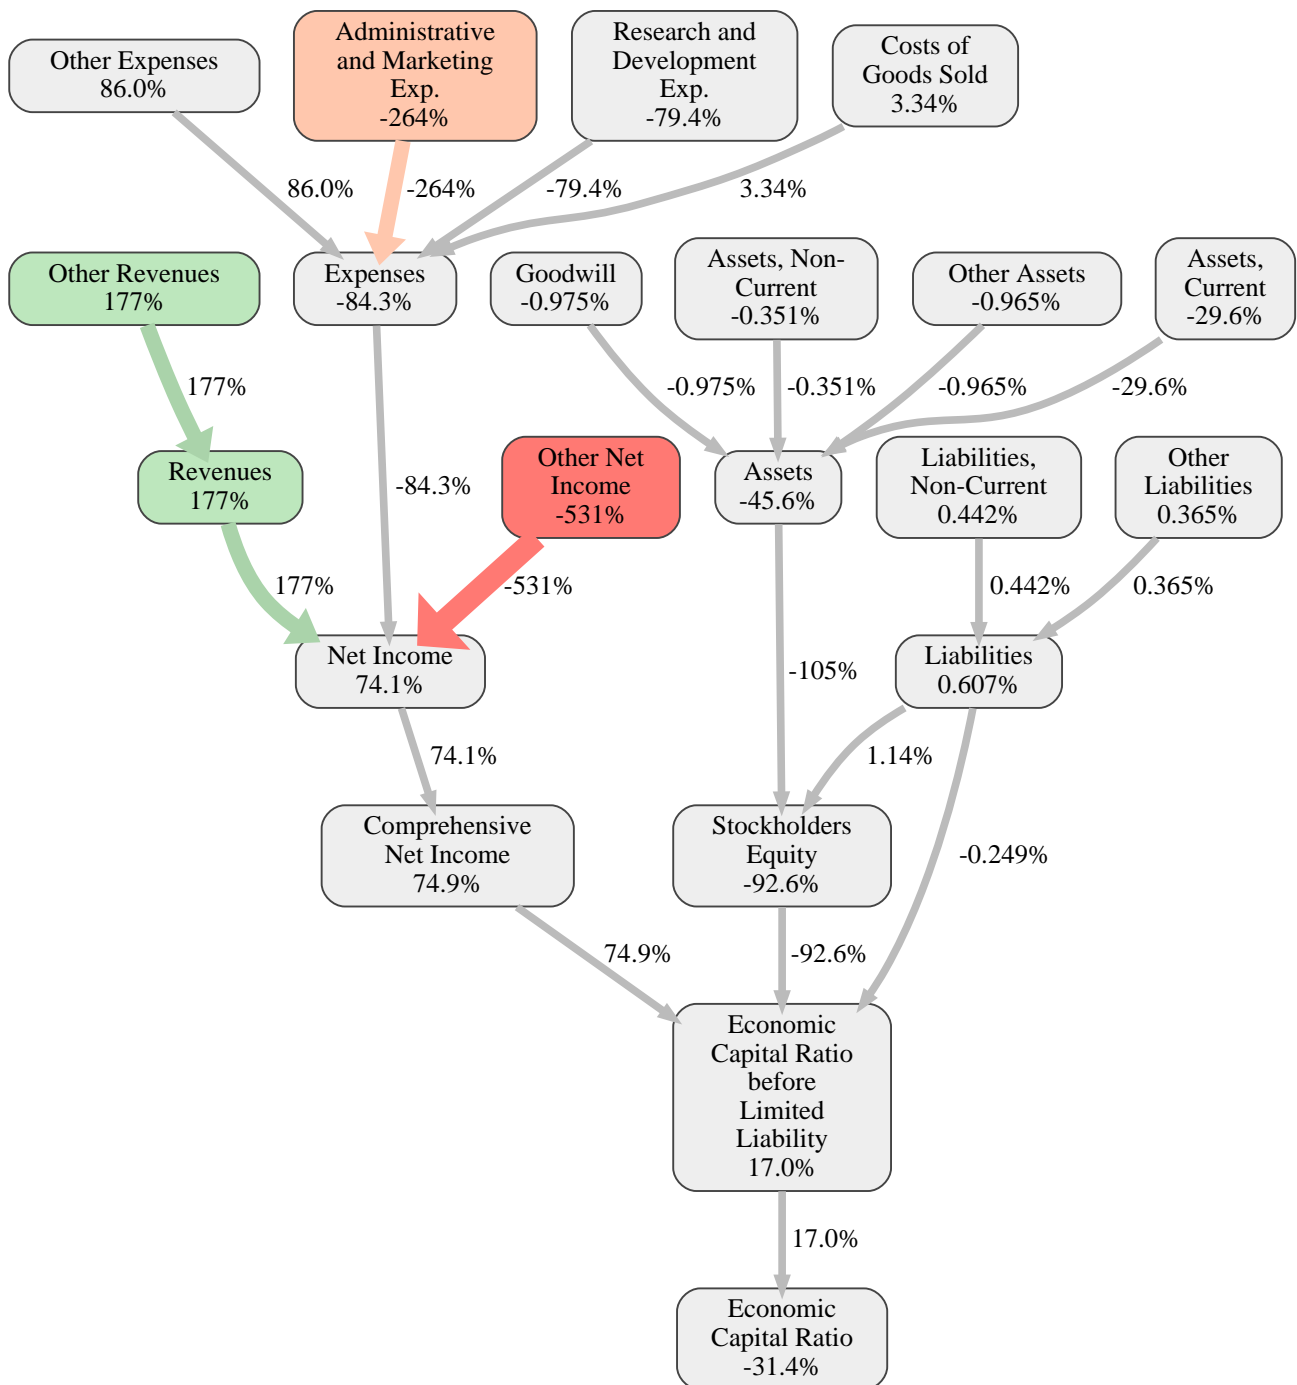 Other Expenses
86.0%
Administrative
and Marketing
Exp.
-264%
Research and
Development
Exp.
-79.4%
Costs of
Goods Sold
3.34%
86.0%
-264%
-79.4%
3.34%
Other Revenues
177%
Expenses
-84.3%
Goodwill
-0.975%
Assets, Non-
Current
-0.351%
Other Assets
-0.965%
Assets,
Current
-29.6%
177%
-0.975%
-0.351%
-0.965%
-29.6%
Revenues
177%
-84.3%
Other Net
Income
-531%
Assets
-45.6%
Liabilities,
Non-Current
0.442%
Other
Liabilities
0.365%
177%
-531%
0.442%
0.365%
Net Income
74.1%
-105%
Liabilities
0.607%
74.1%
1.14%
Comprehensive
Net Income
74.9%
Stockholders
Equity
-92.6%
-0.249%
74.9%
-92.6%
Economic
Capital Ratio
before
Limited
Liability
17.0%
17.0%
Economic
Capital Ratio
-31.4%